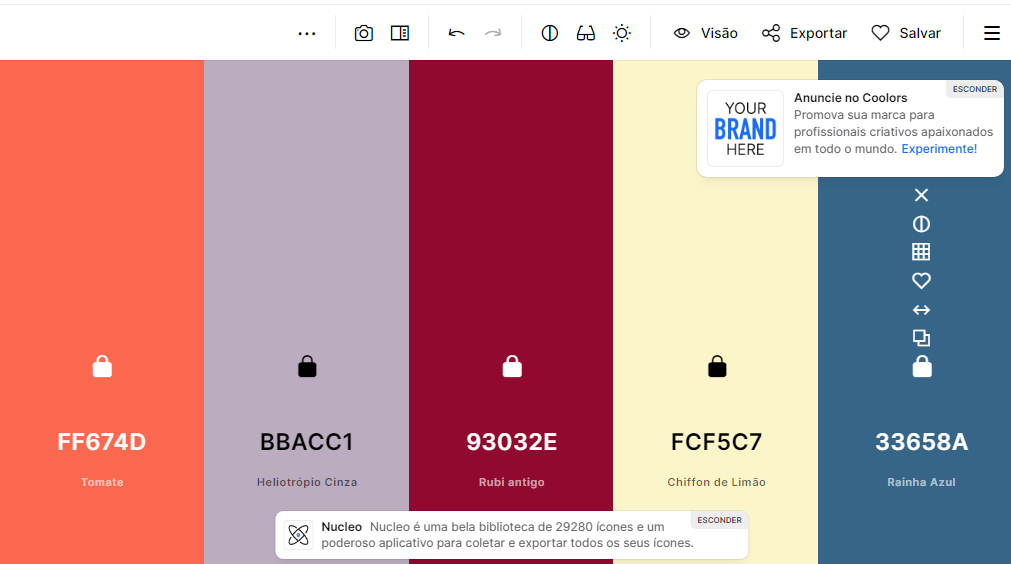 Visão
Exportar
Salvar
ESCONDER
YOUR
BRAND
HERE
Anuncie no Coolors
Promova sua marca para
profissionais criativos apaixonados
em todo o mundo. Experimente!
FF674D
BBACC1
93032E
FCF5C7
33658A
Tomate
Heliotrópio Cinza
Rubi antigo
Chiffon de Limão
Rainha Azul
ESCONDER
Nucleo Nucleo é uma bela biblioteca de 29280 ícones e um
poderoso aplicativo para coletar e exportar todos os seus ícones.